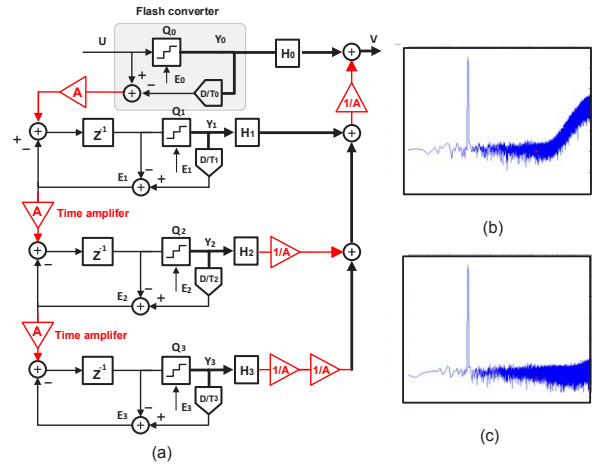 Flash converter
U
Q0
Y0
H0
V
E0
D/T0
A
1/A
Q1
Z-1
Y1
H1
E1
D/T1
E1
A
Time amplifer
Q2
Z-1
Y2
H2
1/A
E2
D/T2
E2
A
Time amplifer
Q3
Z-1
Y3
H3
1/A
1/A
E3
D/T3
E3
(a)
(b)
(c)